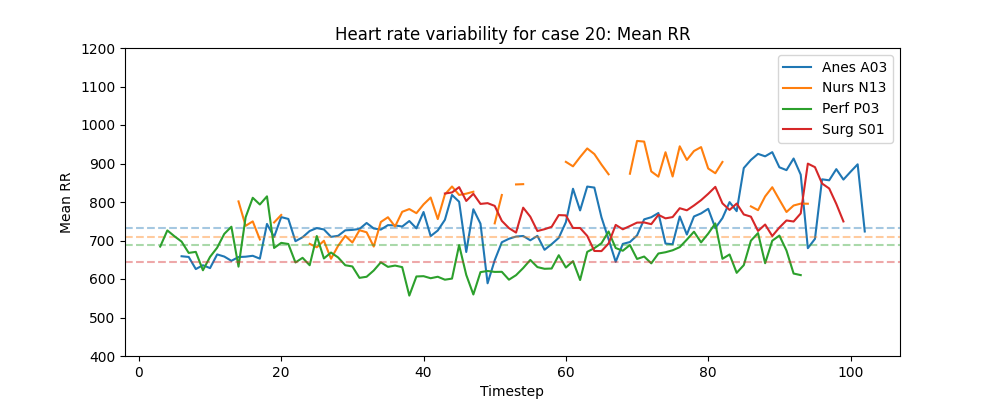 Heart rate variability for case 20: Mean RR
1200
1100
1000
900
800
700
600
500
400
Mean RR
0
20
40
60
80
100
Timestep
Anes A03
Nurs N13
Perf P03
Surg S01